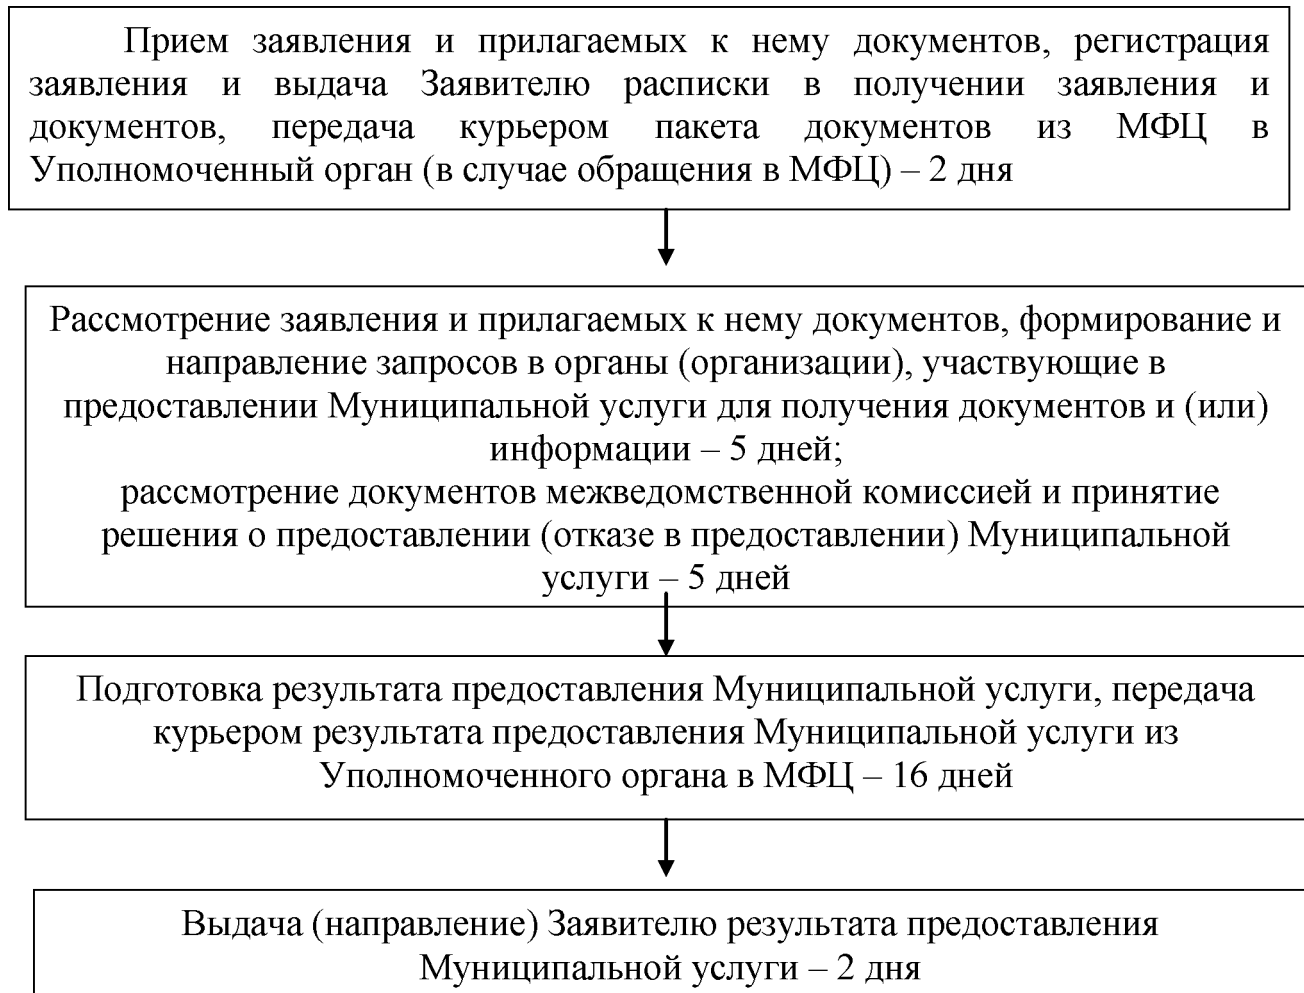 Прием заявления и прилагаемых к нему документов, регистрация
заявления и выдача Заявителю расписки в получении заявления и
документов, передача курьером пакета документов из МФЦ в
Уполномоченный орган (в случае обращения в МФЦ) – 2 дня
Рассмотрение заявления и прилагаемых к нему документов, формирование и
направление запросов в органы (организации), участвующие в
предоставлении Муниципальной услуги для получения документов и (или)
информации – 5 дней;
рассмотрение документов межведомственной комиссией и принятие
решения о предоставлении (отказе в предоставлении) Муниципальной
услуги – 5 дней
Подготовка результата предоставления Муниципальной услуги, передача
курьером результата предоставления Муниципальной услуги из
Уполномоченного органа в МФЦ – 16 дней
Выдача (направление) Заявителю результата предоставления
Муниципальной услуги – 2 дня